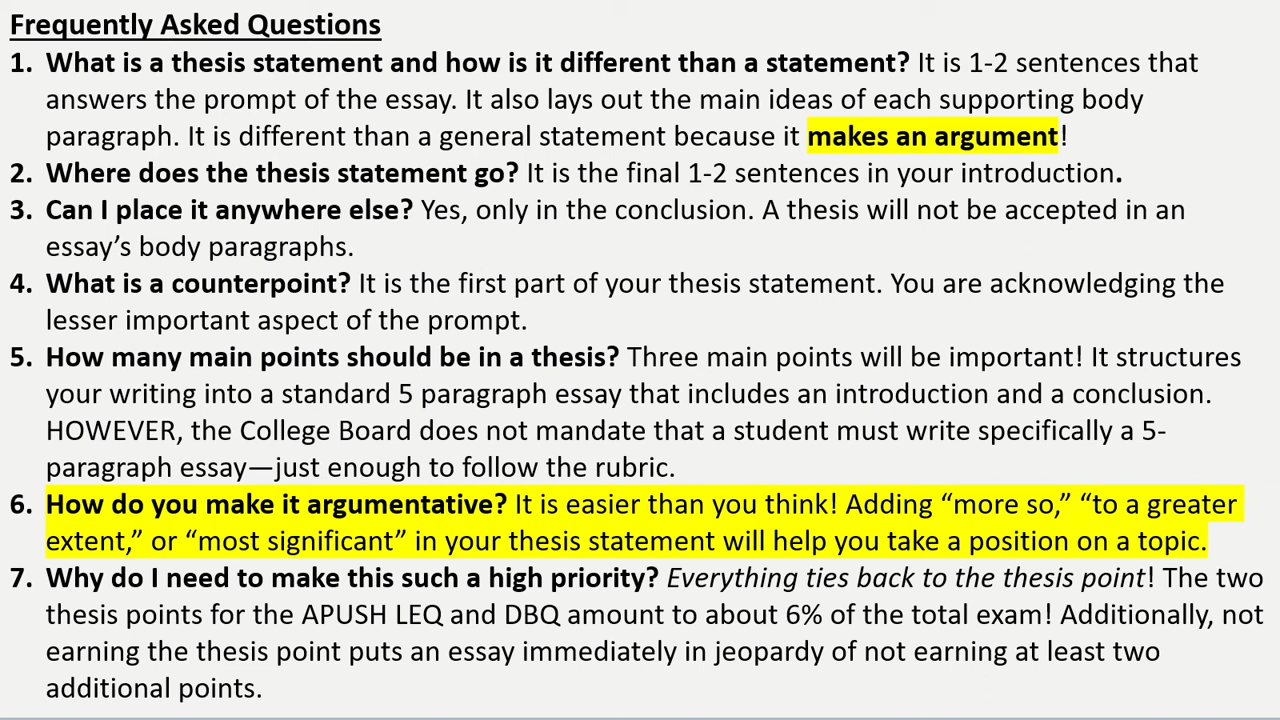 Frequently Asked Questions
1. What is a thesis statement and how is it different than a statement? It is 1-2 sentences that
answers the prompt of the essay. It also lays out the main ideas of each supporting body
paragraph. It is different than a general statement because it makes an argument!
2. Where does the thesis statement go? It is the final 1-2 sentences in your introduction.
3. Can I place it anywhere else? Yes, only in the conclusion. A thesis will not be accepted in an
essay’s body paragraphs.
4. What is a counterpoint? It is the first part of your thesis statement. You are acknowledging the
lesser important aspect of the prompt.
5. How many main points should be in a thesis? Three main points will be important! It structures
your writing into a standard 5 paragraph essay that includes an introduction and a conclusion.
HOWEVER, the College Board does not mandate that a student must write specifically a 5-
paragraph essay—just enough to follow the rubric.
6. How do you make it argumentative? It is easier than you think! Adding “more so,” “to a greater
extent,” or “most significant” in your thesis statement will help you take a position on a topic.
7. Why do I need to make this such a high priority? Everything ties back to the thesis point! The two
thesis points for the APUSH LEQ and DBQ amount to about 6% of the total exam! Additionally, not
earning the thesis point puts an essay immediately in jeopardy of not earning at least two
additional points.